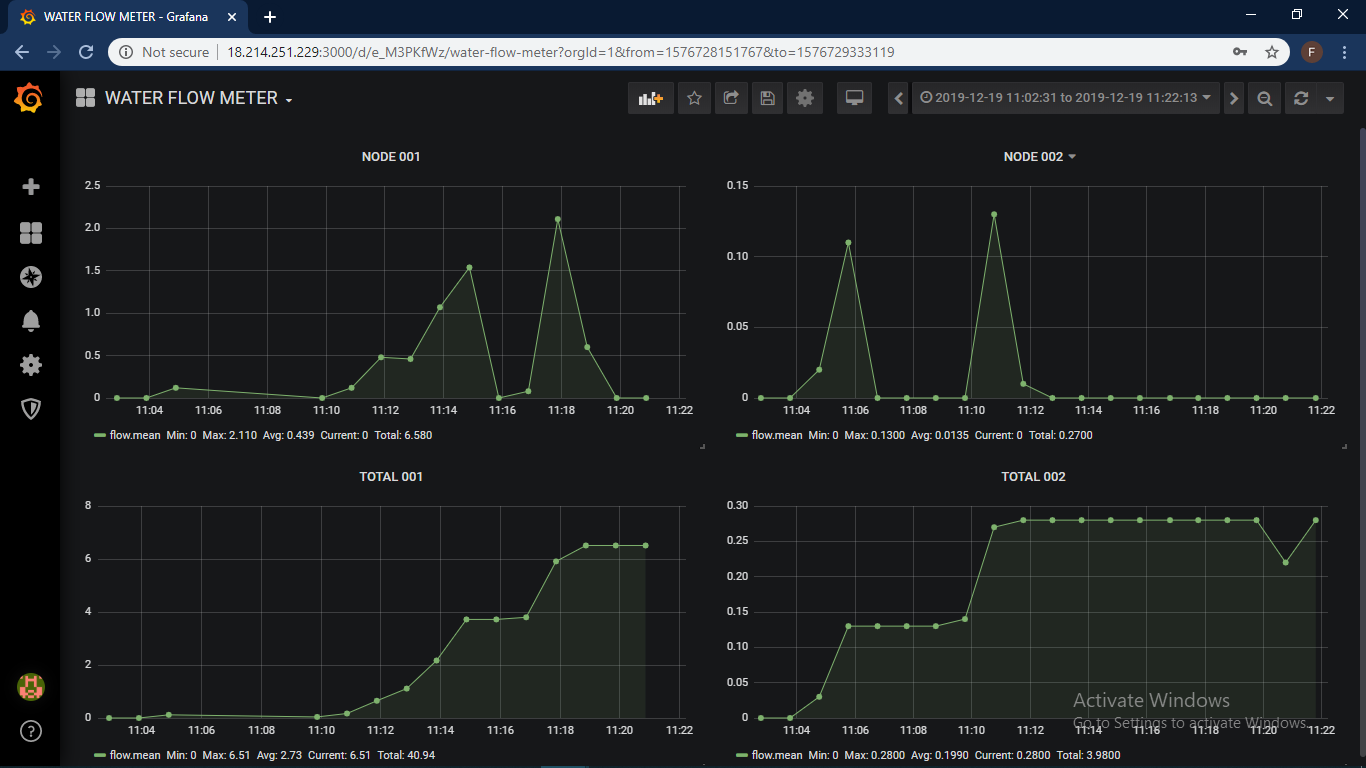 WATER FLOW METER - Grafana
Not secure 18.214.251.229:3000/d/e_M3PKfWz/water-flow-meter?orgId=1&from=1576728151767&to=1576729333119 F
WATER FLOW METER 2019-12-19 11:02:31 to 2019-12-19 11:22:13
NODE 001
2.5
2.0
1.5
1.0
0.5
0
11:04 11:06 11:08 11:10 11:12 11:14 11:16 11:18 11:20 11:22
flow.mean Min: 0 Max: 2.110 Avg: 0.439 Current: 0 Total: 6.580
NODE 002
0.15
0.10
0.05
0
11:04 11:06 11:08 11:10 11:12 11:14 11:16 11:18 11:20 11:22
flow.mean Min: 0 Max: 0.1300 Avg: 0.0135 Current: 0 Total: 0.2700
TOTAL 001
8
6
4
2
0
11:04 11:06 11:08 11:10 11:12 11:14 11:16 11:18 11:20 11:22
flow.mean Min: 0 Max: 6.51 Avg: 2.73 Current: 6.51 Total: 40.94
TOTAL 002
0.30
0.25
0.20
0.15
0.10
0.05
0
11:04 11:06 11:08 11:10 11:12 11:14 11:16 11:18 11:20 11:22
flow.mean Min: 0 Max: 0.2800 Avg: 0.1990 Current: 0.2800 Total: 3.9800
Activate Windows
Go to Settings to activate Windows.